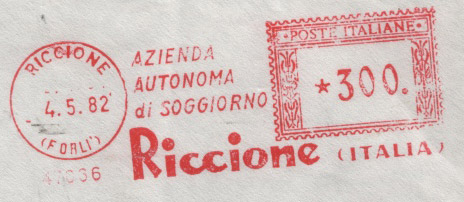 RICCIONE
4.5.82
(FORLI')
AZIENDA
AUTONOMA
di SOGGIORNO
Riccione (ITALIA)
•POSTE ITALIANE•
★300.